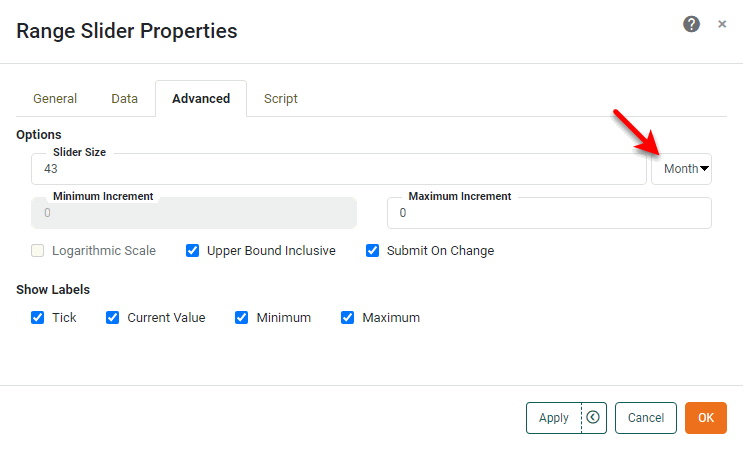 Range Slider Properties ? ×
General Data Advanced Script
Options
Slider Size
43 Month
Minimum Increment Maximum Increment
0 0
Logarithmic Scale Upper Bound Inclusive Submit On Change
Show Labels
Tick Current Value Minimum Maximum
Apply Cancel OK